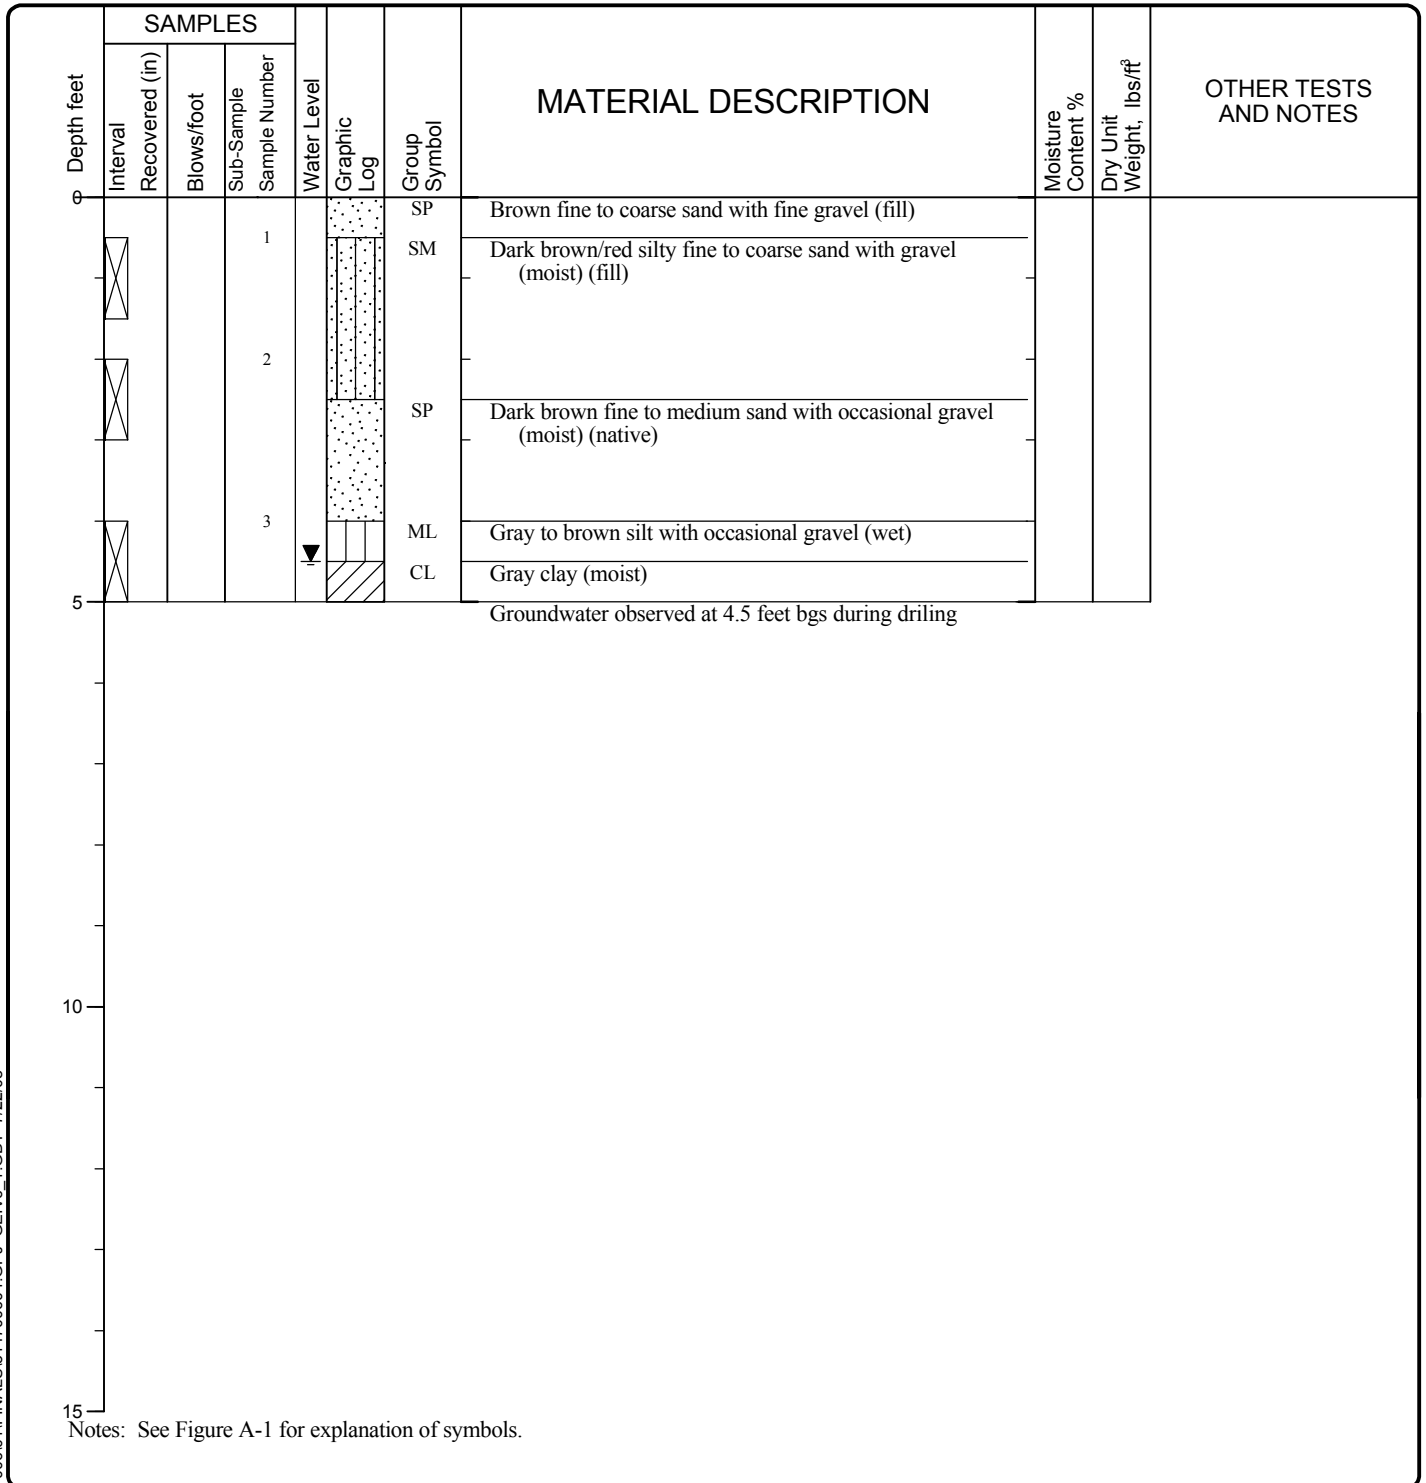 SAMPLES
Depth feet
Interval
Recovered (in)
Blows/foot
Sub-Sample
Sample Number
Water Level
Graphic
Log
Group
Symbol
MATERIAL DESCRIPTION
Moisture
Content %
Dry Unit
Weight, lbs/ft³
OTHER TESTS
AND NOTES
0
SP
Brown fine to coarse sand with fine gravel (fill)
1
SM
Dark brown/red silty fine to coarse sand with gravel
(moist) (fill)
2
SP
Dark brown fine to medium sand with occasional gravel
(moist) (native)
3
ML
Gray to brown silt with occasional gravel (wet)
CL
Gray clay (moist)
5
Groundwater observed at 4.5 feet bgs during driling
10
15
Notes: See Figure A-1 for explanation of symbols.